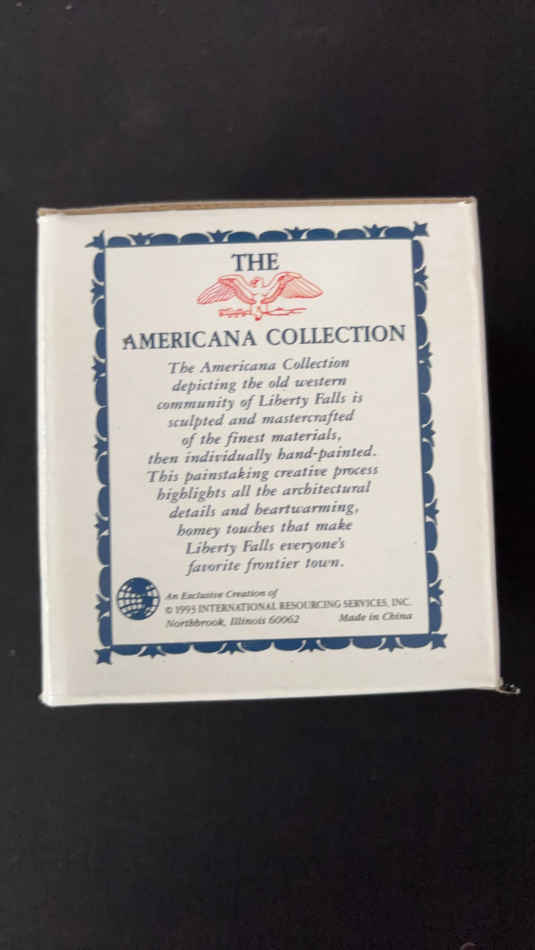 THE
AMERICANA COLLECTION
The Americana Collection
depicting the old western
community of Liberty Falls is
sculpted and mastercrafted
of the finest materials,
then individually hand-painted.
This painstaking creative process
highlights all the architectural
details and heartwarming,
homey touches that make
Liberty Falls everyone's
favorite frontier town.
An Exclusive Creation of
© 1993 INTERNATIONAL RESOURCING SERVICES, INC.
Northbrook, Illinois 60062 Made in China